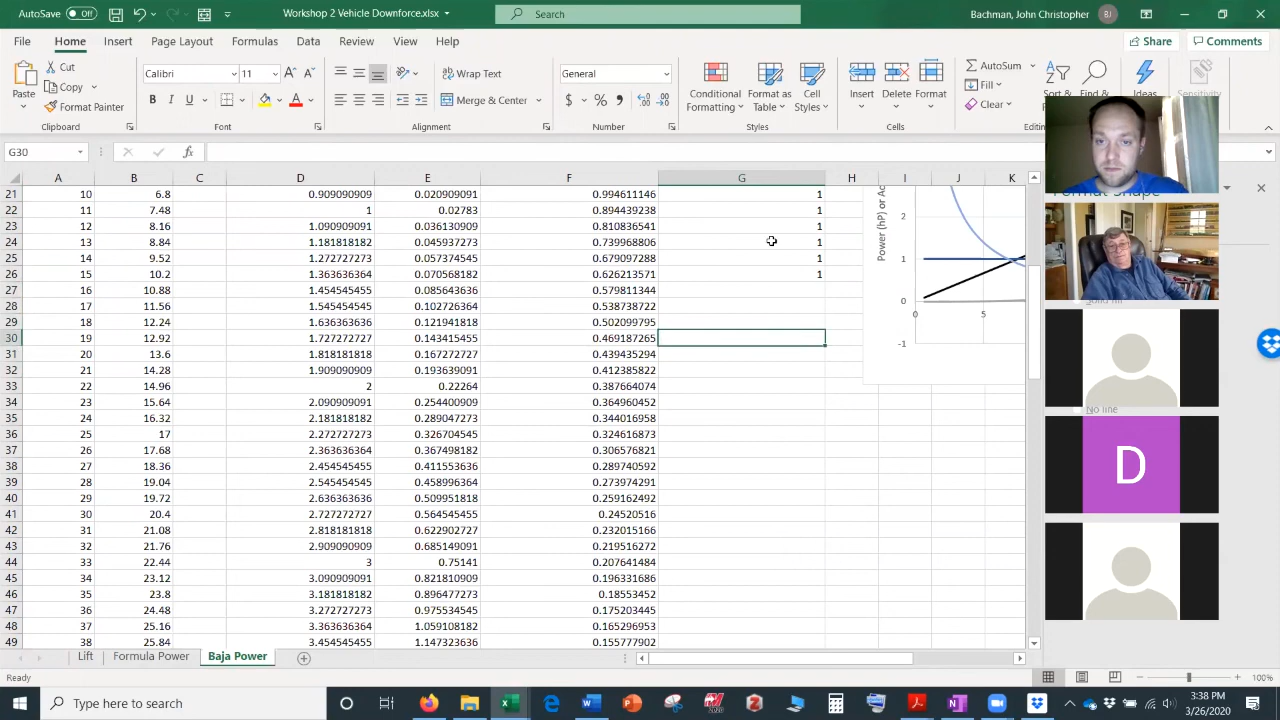 AutoSave Off Workshop 2 Vehicle Downforce.xlsx Search Bachman, John Christopher BJ
File Home Insert Page Layout Formulas Data Review View Help Share Comments
Cut Calibri 11 Wrap Text General AutoSum
Copy Fill
Paste Format Painter Merge & Center Conditional Format as Cell Insert Delete Format Clear Sort & Find & Ideas Sensitivity
Formatting Table Styles
Clipboard Font Alignment Number Styles Cells
G30 fx
Format Shape
A B C D E F G H I J K
21 10 6.8 0.909090909 0.020909091 0.994611146 1
22 11 7.48 1 0.02783 0.894439238 1
23 12 8.16 1.090909091 0.036130909 0.810836541 1
24 13 8.84 1.181818182 0.045937273 0.739968806 1
25 14 9.52 1.272727273 0.057374545 0.679097288 1
26 15 10.2 1.363636364 0.070568182 0.626213571 1
27 16 10.88 1.454545455 0.085643636 0.579811344
28 17 11.56 1.545454545 0.102726364 0.538738722
29 18 12.24 1.636363636 0.121941818 0.502099795
30 19 12.92 1.727272727 0.143415455 0.469187265
31 20 13.6 1.818181818 0.167272727 0.439435294
32 21 14.28 1.909090909 0.193639091 0.412385822
33 22 14.96 2 0.22264 0.387664074
34 23 15.64 2.090909091 0.254400909 0.364960452
35 24 16.32 2.181818182 0.289047273 0.344016958
36 25 17 2.272727273 0.326704545 0.324616873
37 26 17.68 2.363636364 0.367498182 0.306576821
38 27 18.36 2.454545455 0.411553636 0.289740592
39 28 19.04 2.545454545 0.458996364 0.273974291
40 29 19.72 2.636363636 0.509951818 0.259162492
41 30 20.4 2.727272727 0.564545455 0.24520516
42 31 21.08 2.818181818 0.622902727 0.232015166
43 32 21.76 2.909090909 0.685149091 0.219516272
44 33 22.44 3 0.75141 0.207641484
45 34 23.12 3.090909091 0.821810909 0.196331686
46 35 23.8 3.181818182 0.896477273 0.18553452
47 36 24.48 3.272727273 0.975534545 0.175203445
48 37 25.16 3.363636364 1.059108182 0.165296953
49 38 25.84 3.454545455 1.147323636 0.155777902
Power (hP) or Ac
2
1
0
-1
0 5
Solid fill
No line
D
Lift Formula Power Baja Power
Ready 100%
Type here to search 3:38 PM
3/26/2020